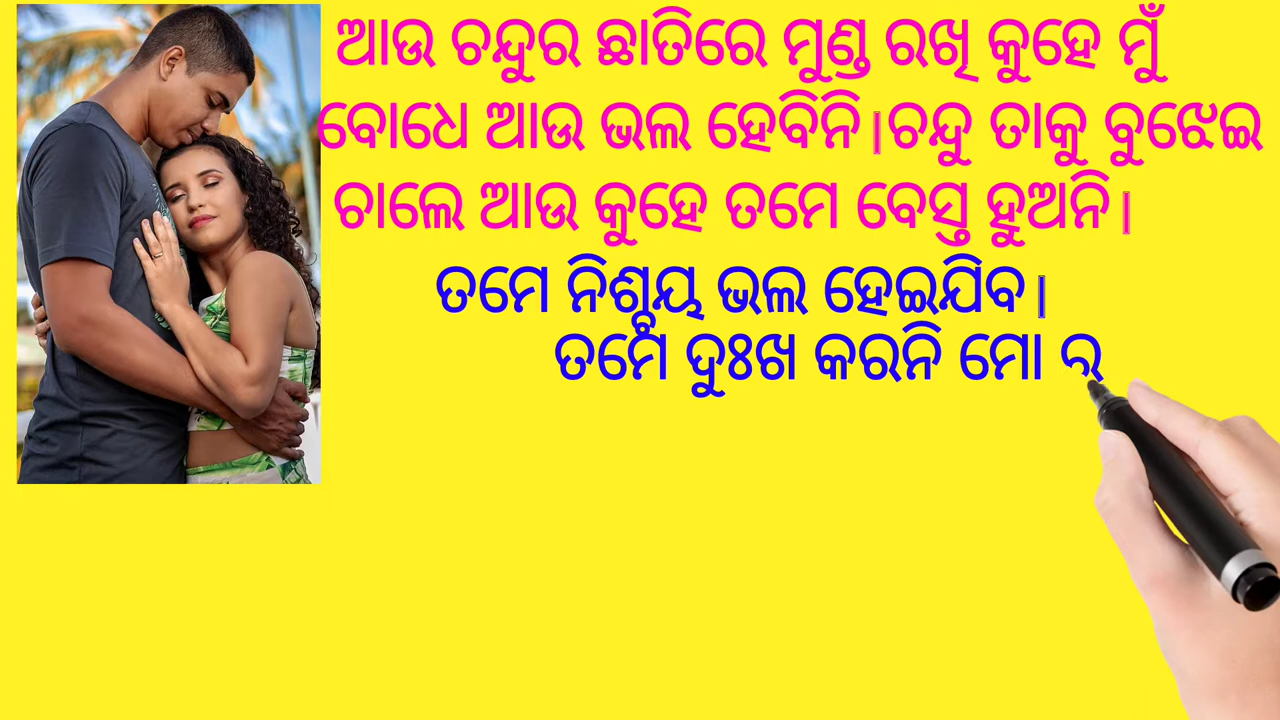 ଆଉ ଚନ୍ଦୁର ଛାତିରେ ମୁଣ୍ଡ ରଖି କୁହେ ମୁଁ
ବୋଧେ ଆଉ ଭଲ ହେବିନି।ଚନ୍ଦୁ ତାକୁ ବୁଝେଇ
ଚାଲେ ଆଉ କୁହେ ତମେ ବେସ୍ତ ହୁଅନି।
ତମେ ନିଶ୍ଚୟ ଭଲ ହେଇଯିବ।
ତମେ ଦୁଃଖ କରନି ମୋ ର